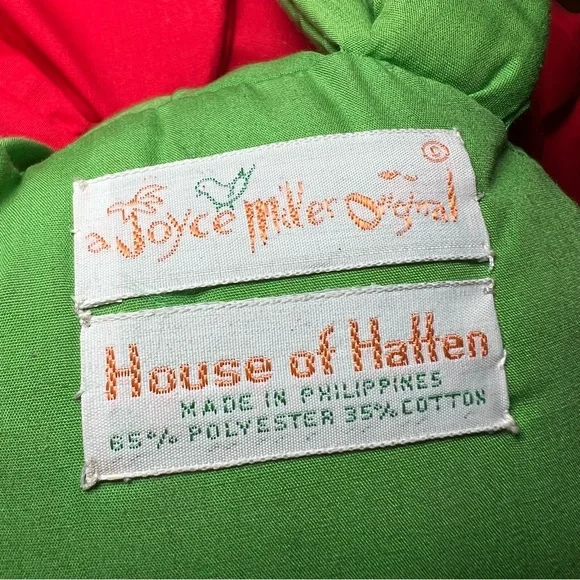 a Joyce Miller Original ©
House of Hatten
MADE IN PHILIPPINES
65% POLYESTER 35% COTTON